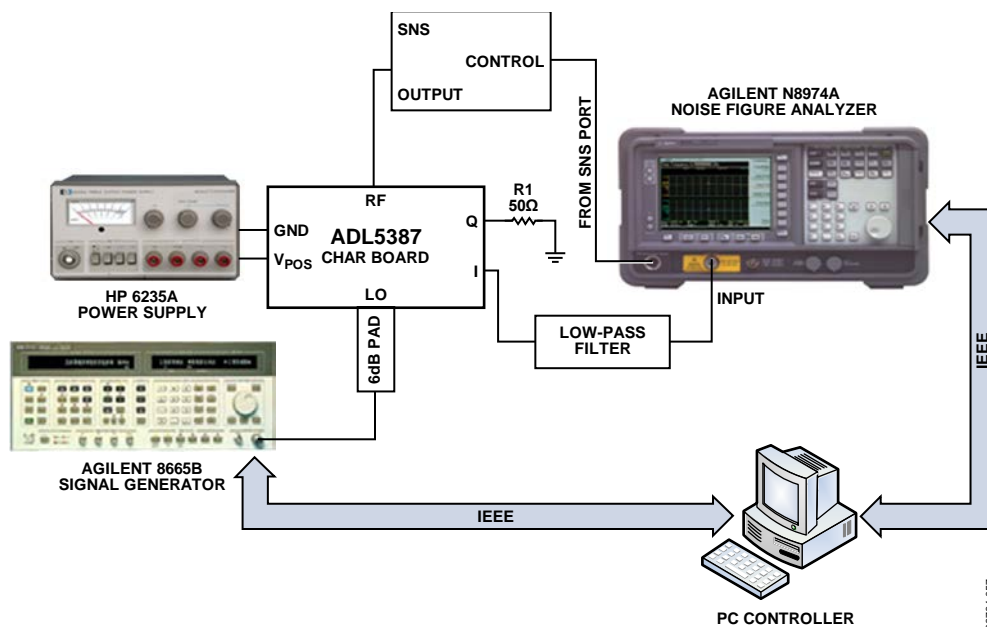 SNS
CONTROL
OUTPUT
AGILENT N8974A
NOISE FIGURE ANALYZER
FROM SNS PORT
RF
R1
50Ω
GND
ADL5387
CHAR BOARD
Q
VPOS
I
LO
HP 6235A
POWER SUPPLY
INPUT
6dB PAD
LOW-PASS
FILTER
IEEE
AGILENT 8665B
SIGNAL GENERATOR
IEEE
PC CONTROLLER